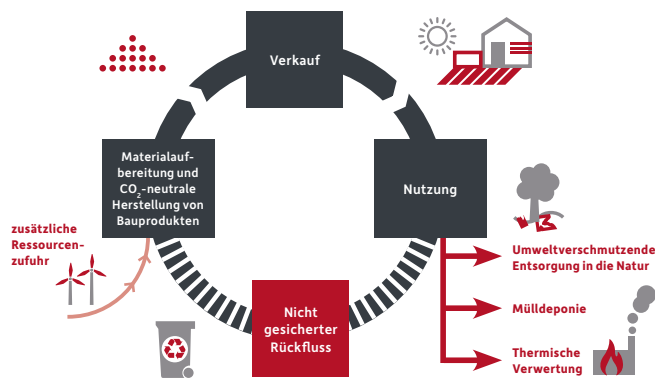 Verkauf
Materialauf-
bereitung und
CO₂-neutrale
Herstellung von
Bauprodukten
Nutzung
zusätzliche
Ressourcen-
zufuhr
Umweltverschmutzende
Entsorgung in die Natur
Nicht
gesicherter
Rückfluss
Mülldeponie
Thermische
Verwertung